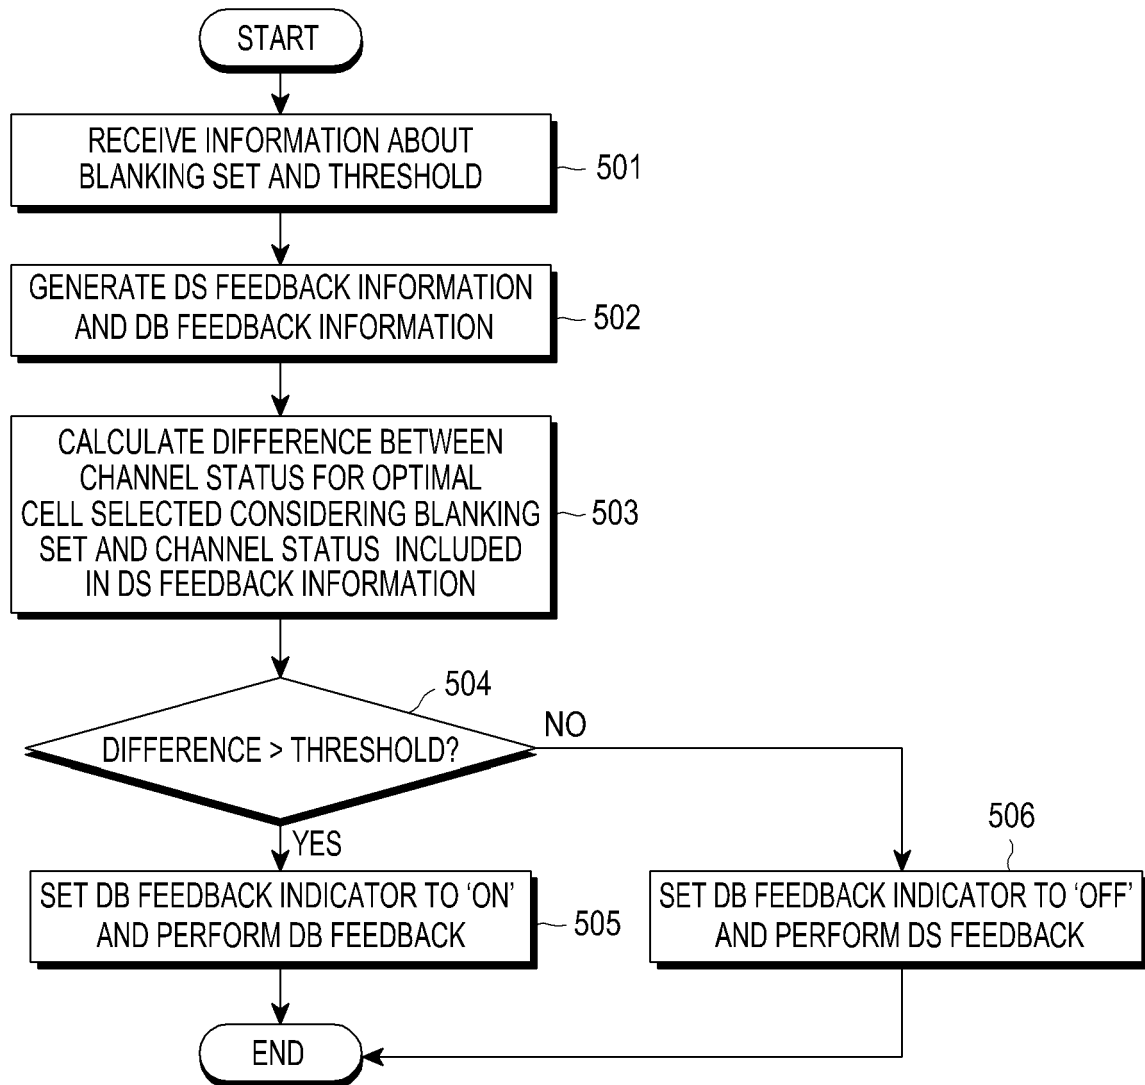 START
RECEIVE INFORMATION ABOUT
BLANKING SET AND THRESHOLD
501
GENERATE DS FEEDBACK INFORMATION
AND DB FEEDBACK INFORMATION
502
CALCULATE DIFFERENCE BETWEEN
CHANNEL STATUS FOR OPTIMAL
CELL SELECTED CONSIDERING BLANKING
SET AND CHANNEL STATUS INCLUDED
IN DS FEEDBACK INFORMATION
503
504
DIFFERENCE > THRESHOLD?
NO
YES
SET DB FEEDBACK INDICATOR TO ‘ON’
AND PERFORM DB FEEDBACK
505
506
SET DB FEEDBACK INDICATOR TO ‘OFF’
AND PERFORM DS FEEDBACK
END